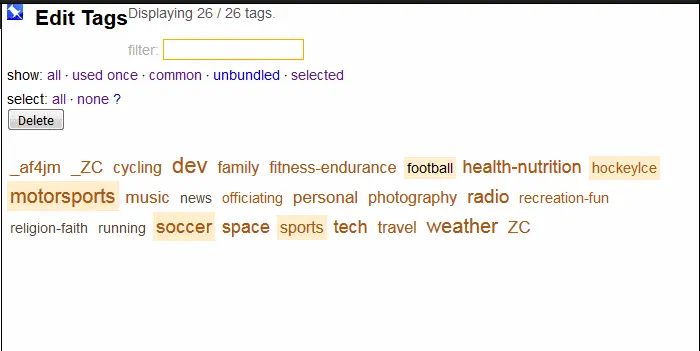 Edit Tags Displaying 26 / 26 tags.
filter:
show: all · used once · common · unbundled · selected
select: all · none ?
Delete
_af4jm _ZC cycling dev family fitness-endurance football health-nutrition hockeyIce
motorsports music news officiating personal photography radio recreation-fun
religion-faith running soccer space sports tech travel weather ZC